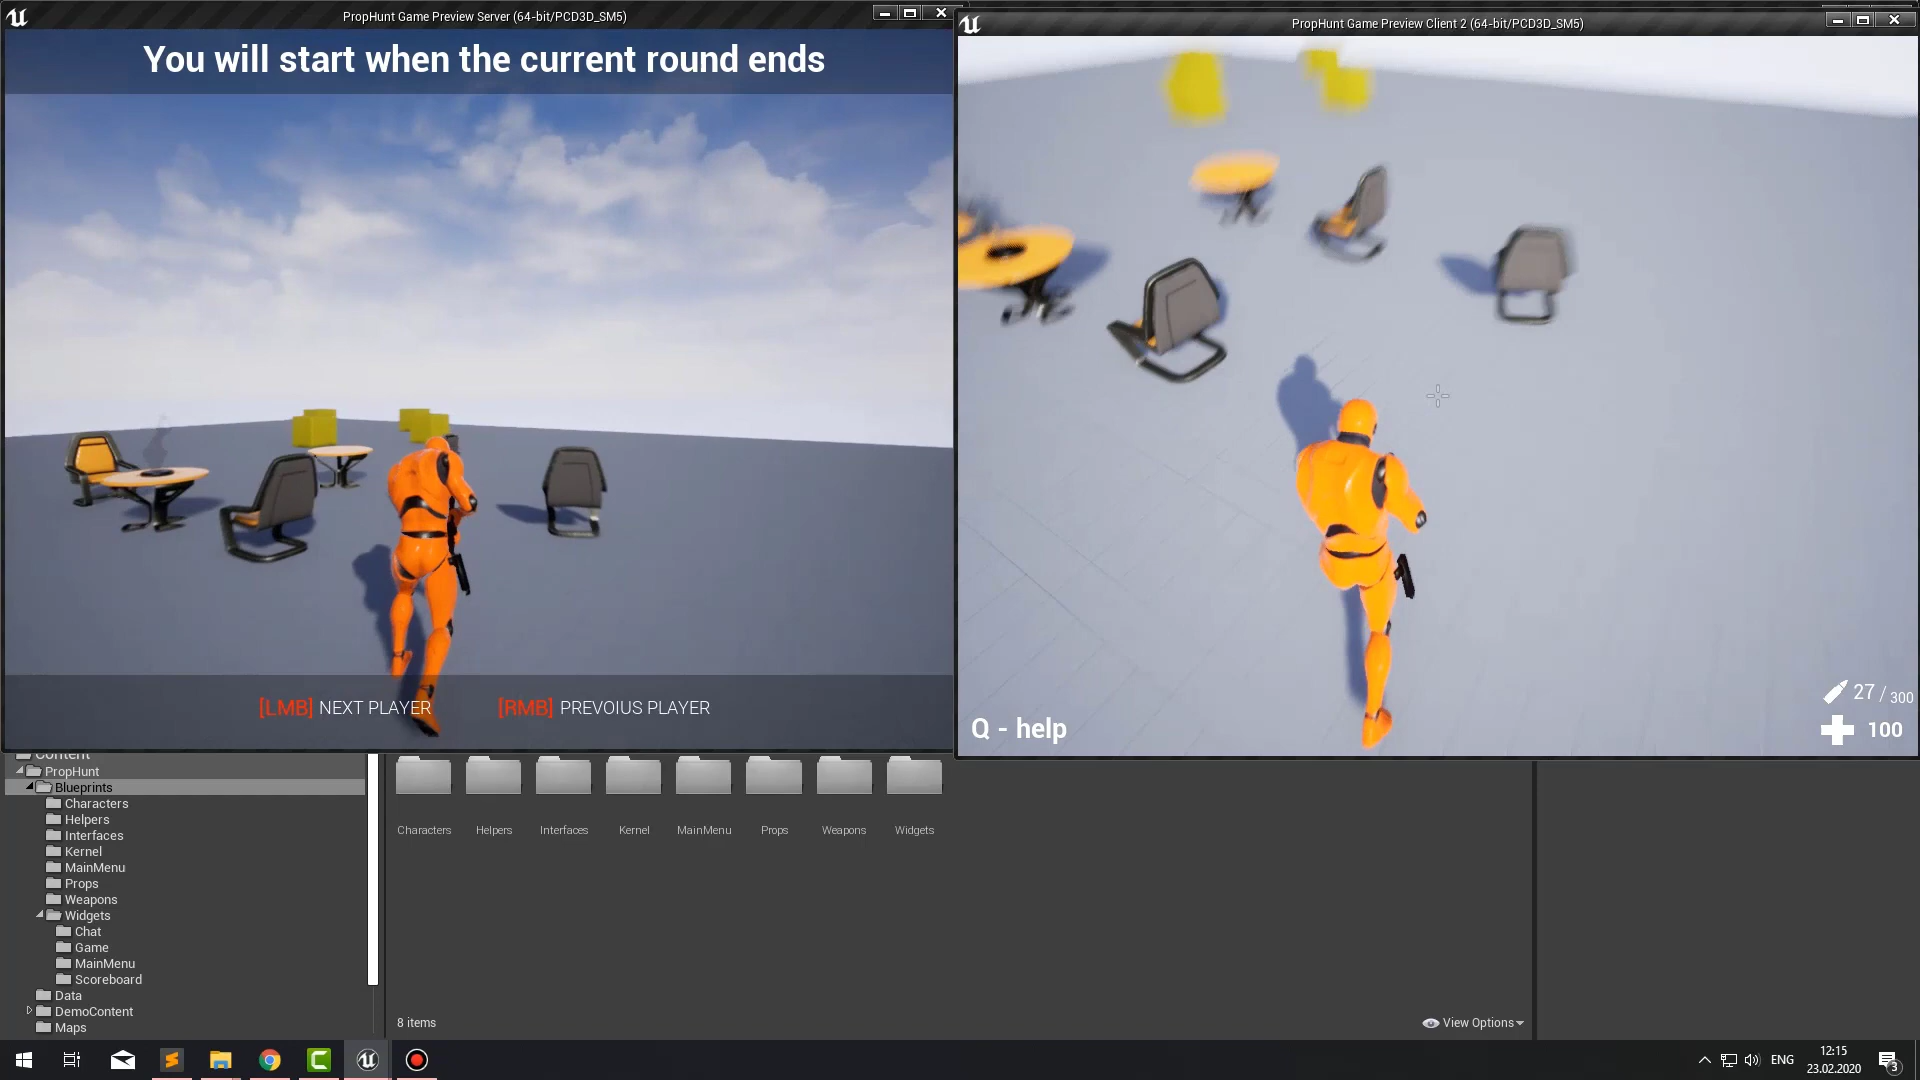 PropHunt Game Preview Server (64-bit/PCD3D_SM5)
You will start when the current round ends
[LMB] NEXT PLAYER
[RMB] PREVOIUS PLAYER
PropHunt Game Preview Client 2 (64-bit/PCD3D_SM5)
27 / 300
Q - help
100
Content
PropHunt
Blueprints
Characters
Helpers
Interfaces
Kernel
MainMenu
Props
Weapons
Widgets
Chat
Game
MainMenu
Scoreboard
Data
DemoContent
Maps
Characters
Helpers
Interfaces
Kernel
MainMenu
Props
Weapons
Widgets
8 items
View Options
ENG
12:15
23.02.2020
3